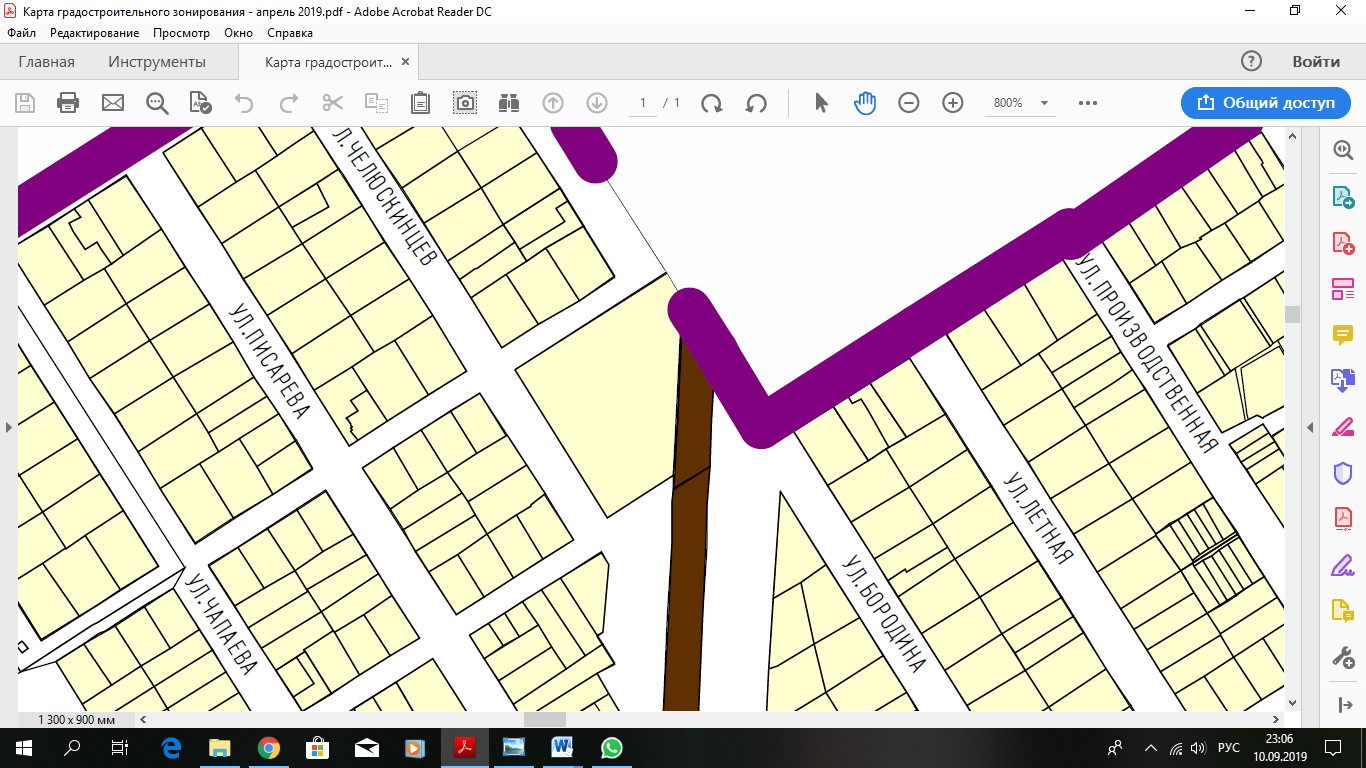 Карта градостроительного зонирования - апрель 2019.pdf - Adobe Acrobat Reader DC
Файл Редактирование Просмотр Окно Справка
Главная Инструменты Карта градостроит... ×
Войти
1 / 1
800%
Общий доступ
Л.ЧЕЛЮСКИНЦЕВ
УЛ.ПИСАРЕВА
УЛ.ПРОИЗВОДСТВЕННАЯ
УЛ.ЛЕТНАЯ
УЛ.БОРОДИНА
УЛ.ЧАПАЕВА
1 300 x 900 мм
РУС
23:06
10.09.2019